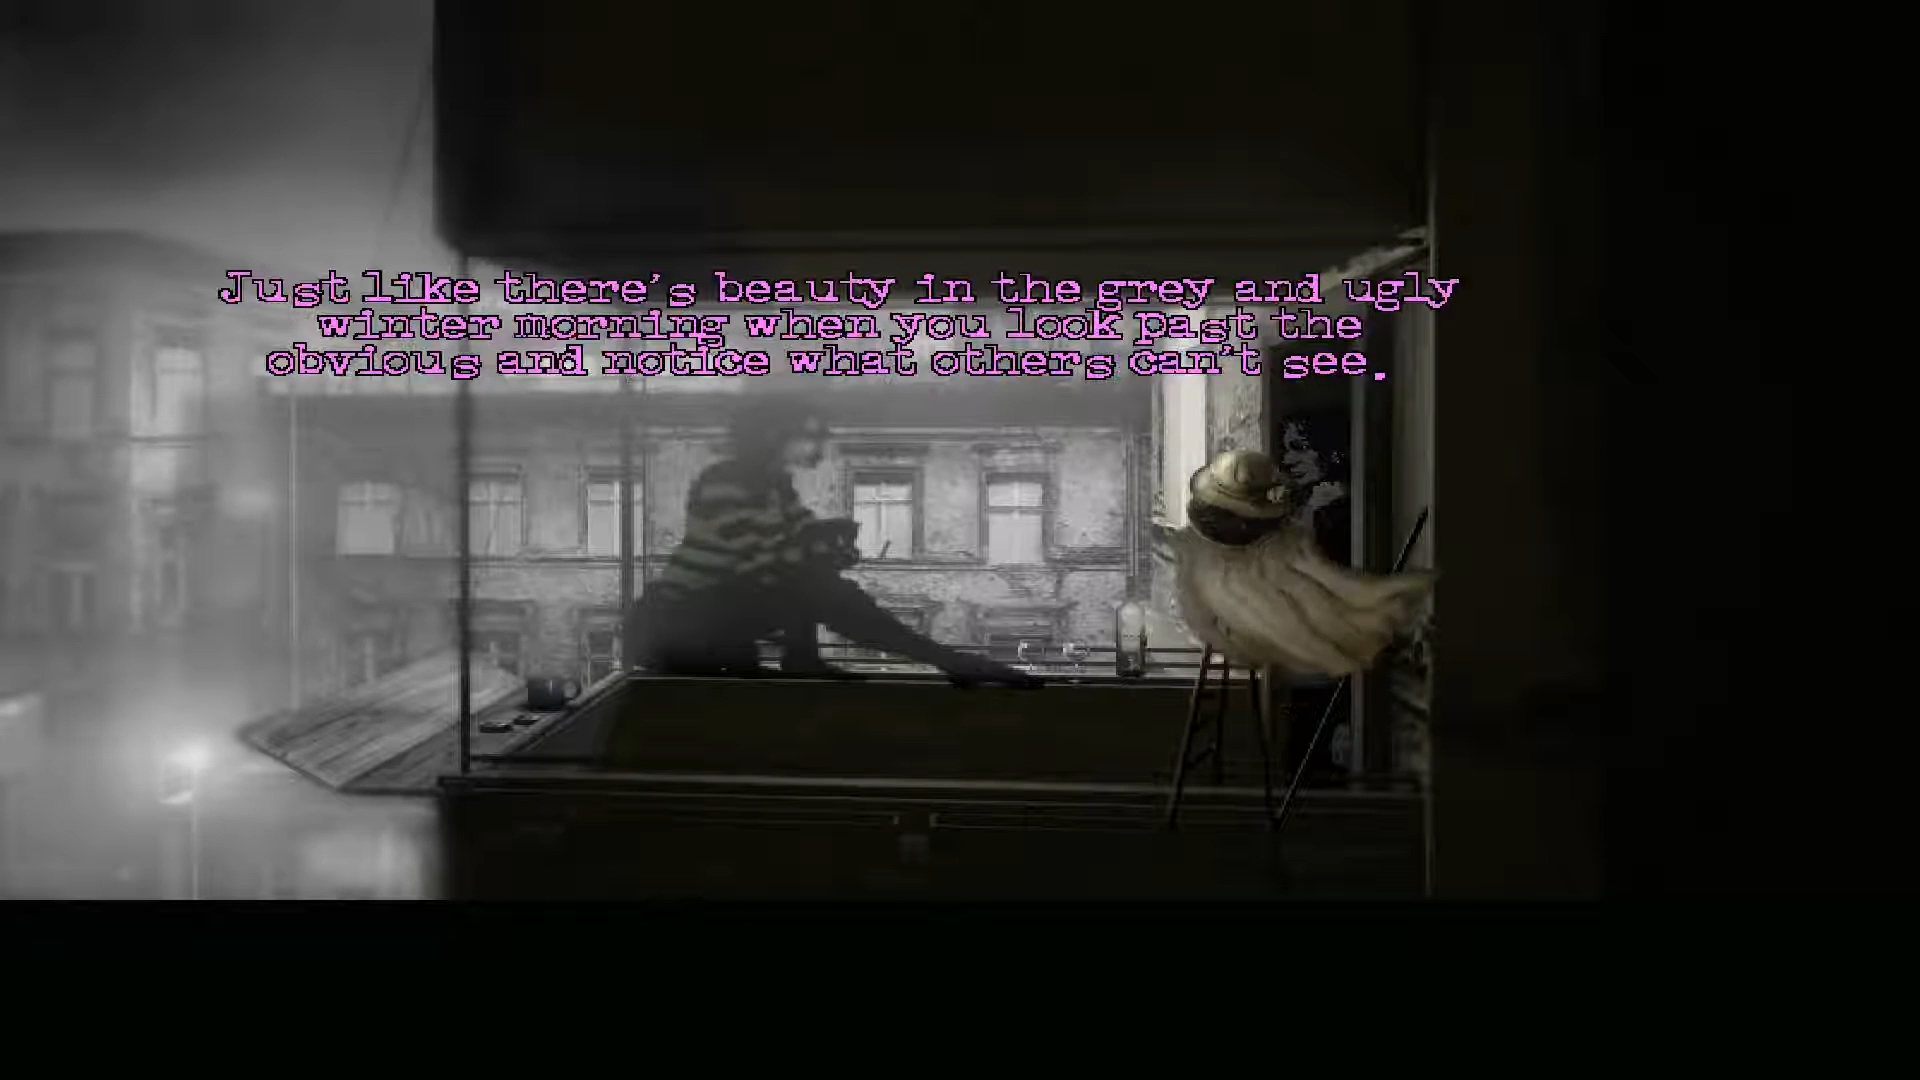 Just like there's beauty in the grey and ugly
winter morning when you look past the
obvious and notice what others can't see.